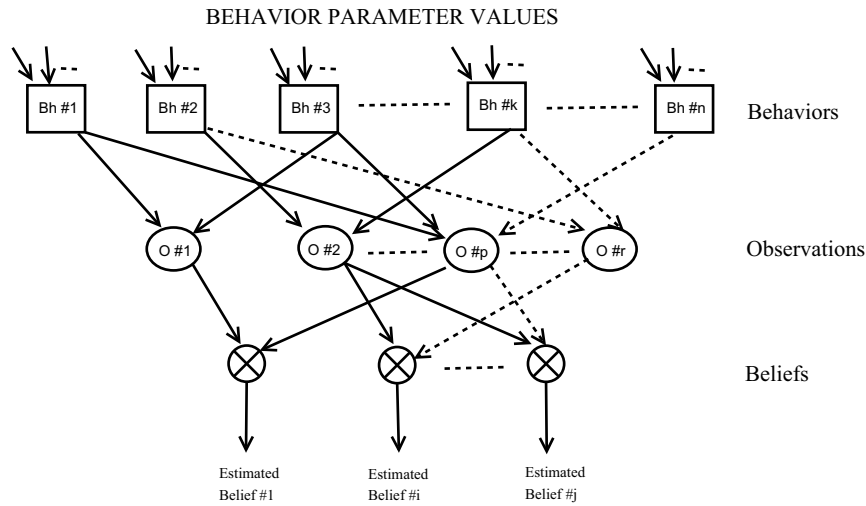 BEHAVIOR PARAMETER VALUES
Bh #1 Bh #2 Bh #3 Bh #k Bh #n Behaviors
O #1 O #2 O #p O #r Observations
Beliefs
Estimated Estimated Estimated
Belief #1 Belief #i Belief #j